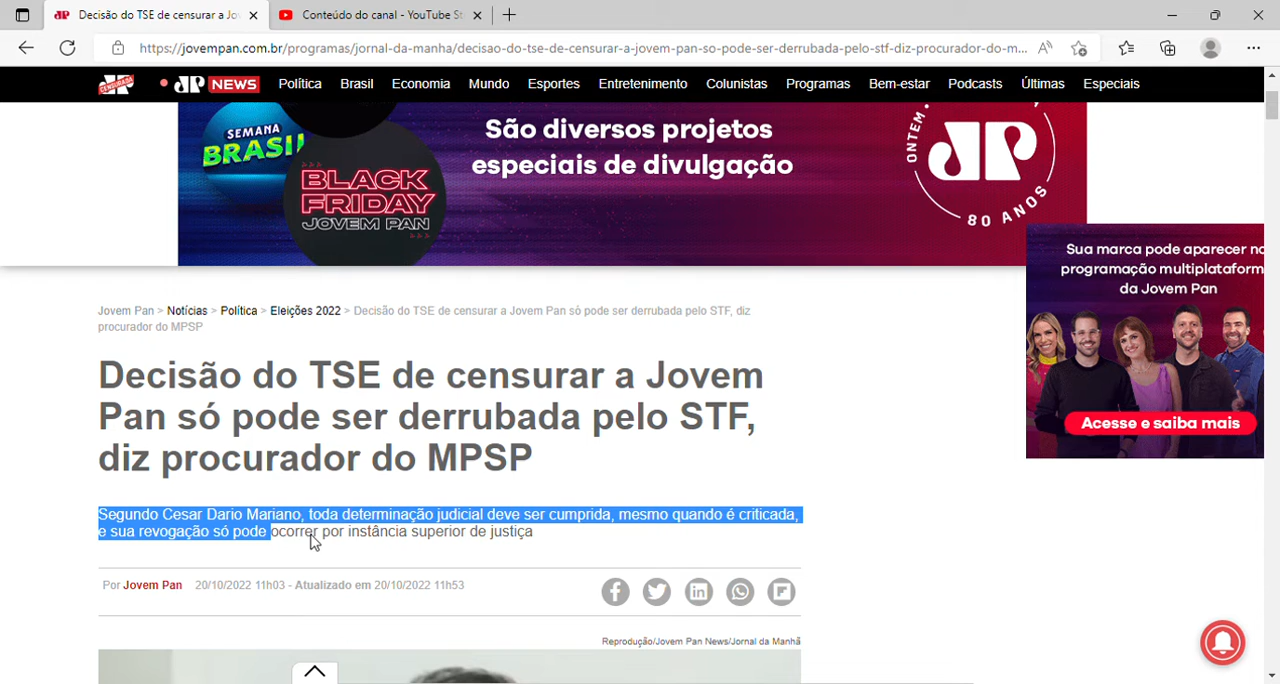 Decisão do TSE de censurar a Jov
Conteúdo do canal - YouTube St
https://jovempan.com.br/programas/jornal-da-manha/decisao-do-tse-de-censurar-a-jovem-pan-so-pode-ser-derrubada-pelo-stf-diz-procurador-do-m...
CENSURADA
JP NEWS Política Brasil Economia Mundo Esportes Entretenimento Colunistas Programas Bem-estar Podcasts Últimas Especiais
SEMANA
BRASIL
BLACK
FRIDAY
JOVEM PAN
São diversos projetos
especiais de divulgação
ONTEM,
JP
80 ANOS
Sua marca pode aparecer na
programação multiplataform
da Jovem Pan
Acesse e saiba mais
Jovem Pan > Notícias > Política > Eleições 2022 > Decisão do TSE de censurar a Jovem Pan só pode ser derrubada pelo STF, diz
procurador do MPSP
Decisão do TSE de censurar a Jovem
Pan só pode ser derrubada pelo STF,
diz procurador do MPSP
Segundo Cesar Dario Mariano, toda determinação judicial deve ser cumprida, mesmo quando é criticada,
e sua revogação só pode ocorrer por instância superior de justiça
Por Jovem Pan 20/10/2022 11h03 - Atualizado em 20/10/2022 11h53
Reprodução/Jovem Pan News/Jornal da Manhã